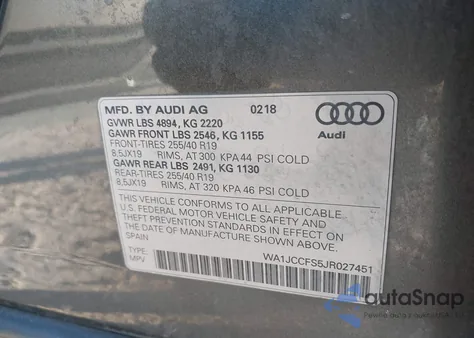 MFD. BY AUDI AG 0218
GVWR LBS 4894, KG 2220
GAWR FRONT LBS 2546, KG 1155
FRONT-TIRES 255/40 R19
8.5JX19 RIMS, AT 300 KPA 44 PSI COLD
GAWR REAR LBS 2491, KG 1130
REAR-TIRES 255/40 R19
8.5JX19 RIMS, AT 320 KPA 46 PSI COLD
THIS VEHICLE CONFORMS TO ALL APPLICABLE
U.S. FEDERAL MOTOR VEHICLE SAFETY AND
THEFT PREVENTION STANDARDS IN EFFECT ON
THE DATE OF MANUFACTURE SHOWN ABOVE.
SPAIN
TYPE:
MPV WA1JCCFS5JR027451
Audi
autoSnap